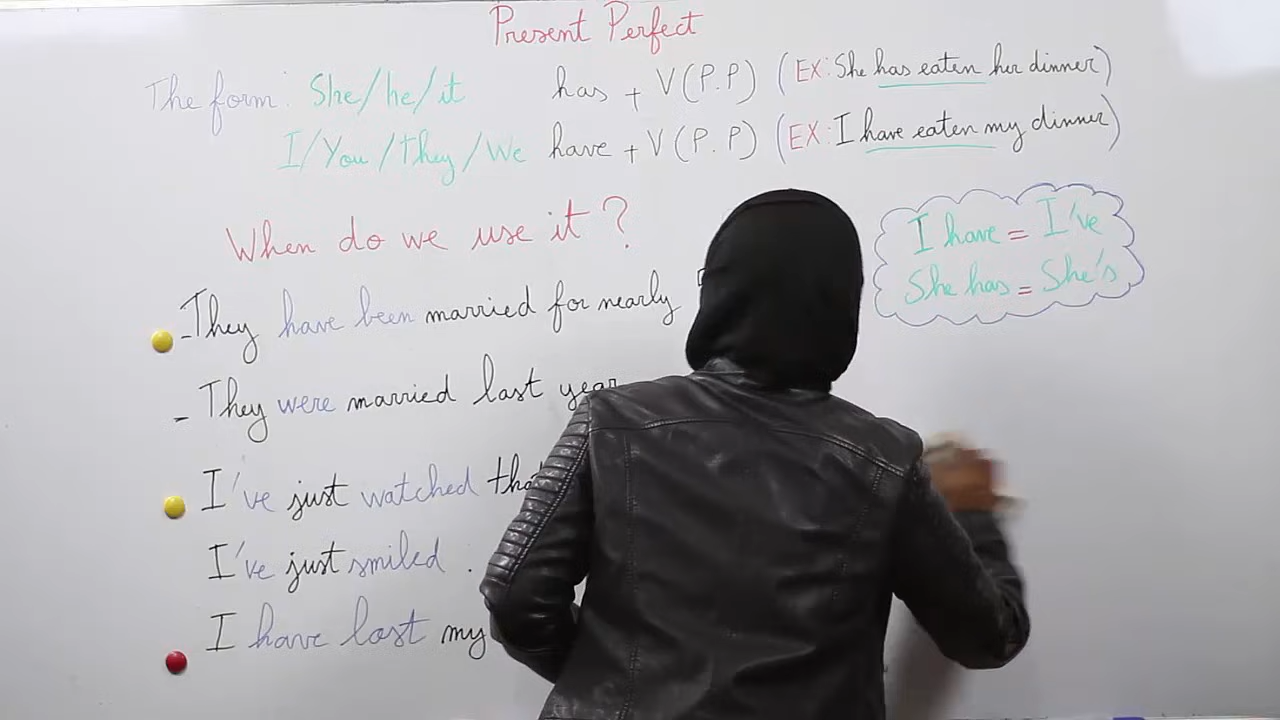 Present Perfect
The form: She/he/it has + V(P.P) (EX: She has eaten her dinner)
I/You/They/We have + V(P.P) (EX: I have eaten my dinner)
When do we use it?
I have = I've
She has = She's
- They have been married for nearly
- They were married last year
I've just watched
I've just smiled.
I have lost my